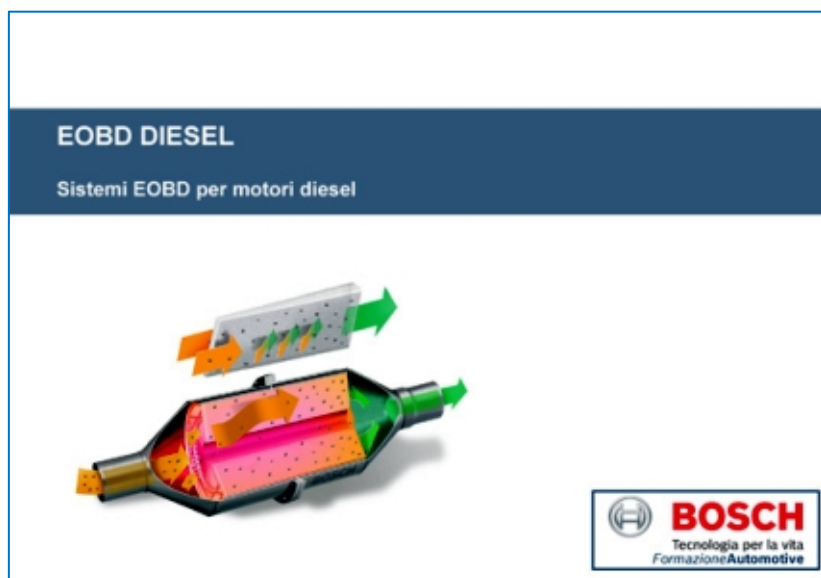 EOBD DIESEL
Sistemi EOBD per motori diesel
BOSCH
Tecnologia per la vita
FormazioneAutomotive